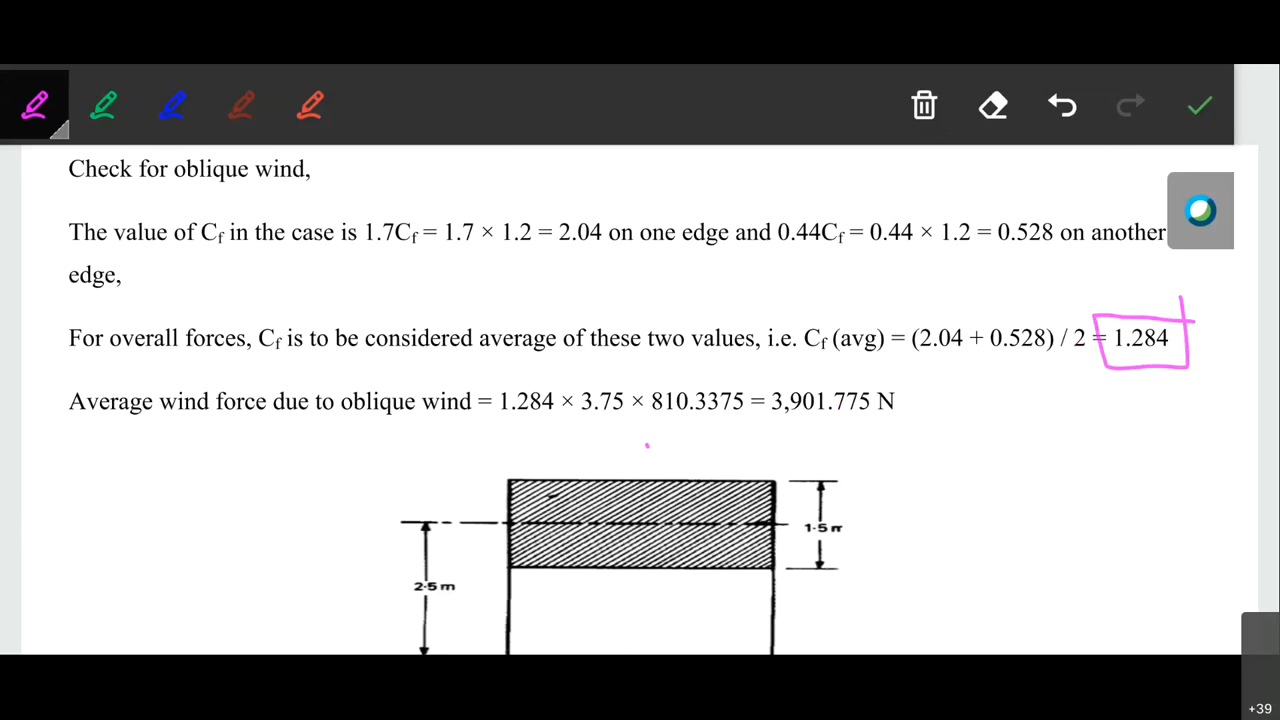 Check for oblique wind,
The value of Cf in the case is 1.7Cf = 1.7 × 1.2 = 2.04 on one edge and 0.44Cf = 0.44 × 1.2 = 0.528 on another
edge,
For overall forces, Cf is to be considered average of these two values, i.e. Cf (avg) = (2.04 + 0.528) / 2 = 1.284
Average wind force due to oblique wind = 1.284 × 3.75 × 810.3375 = 3,901.775 N
1·5 m
2·5 m
+39